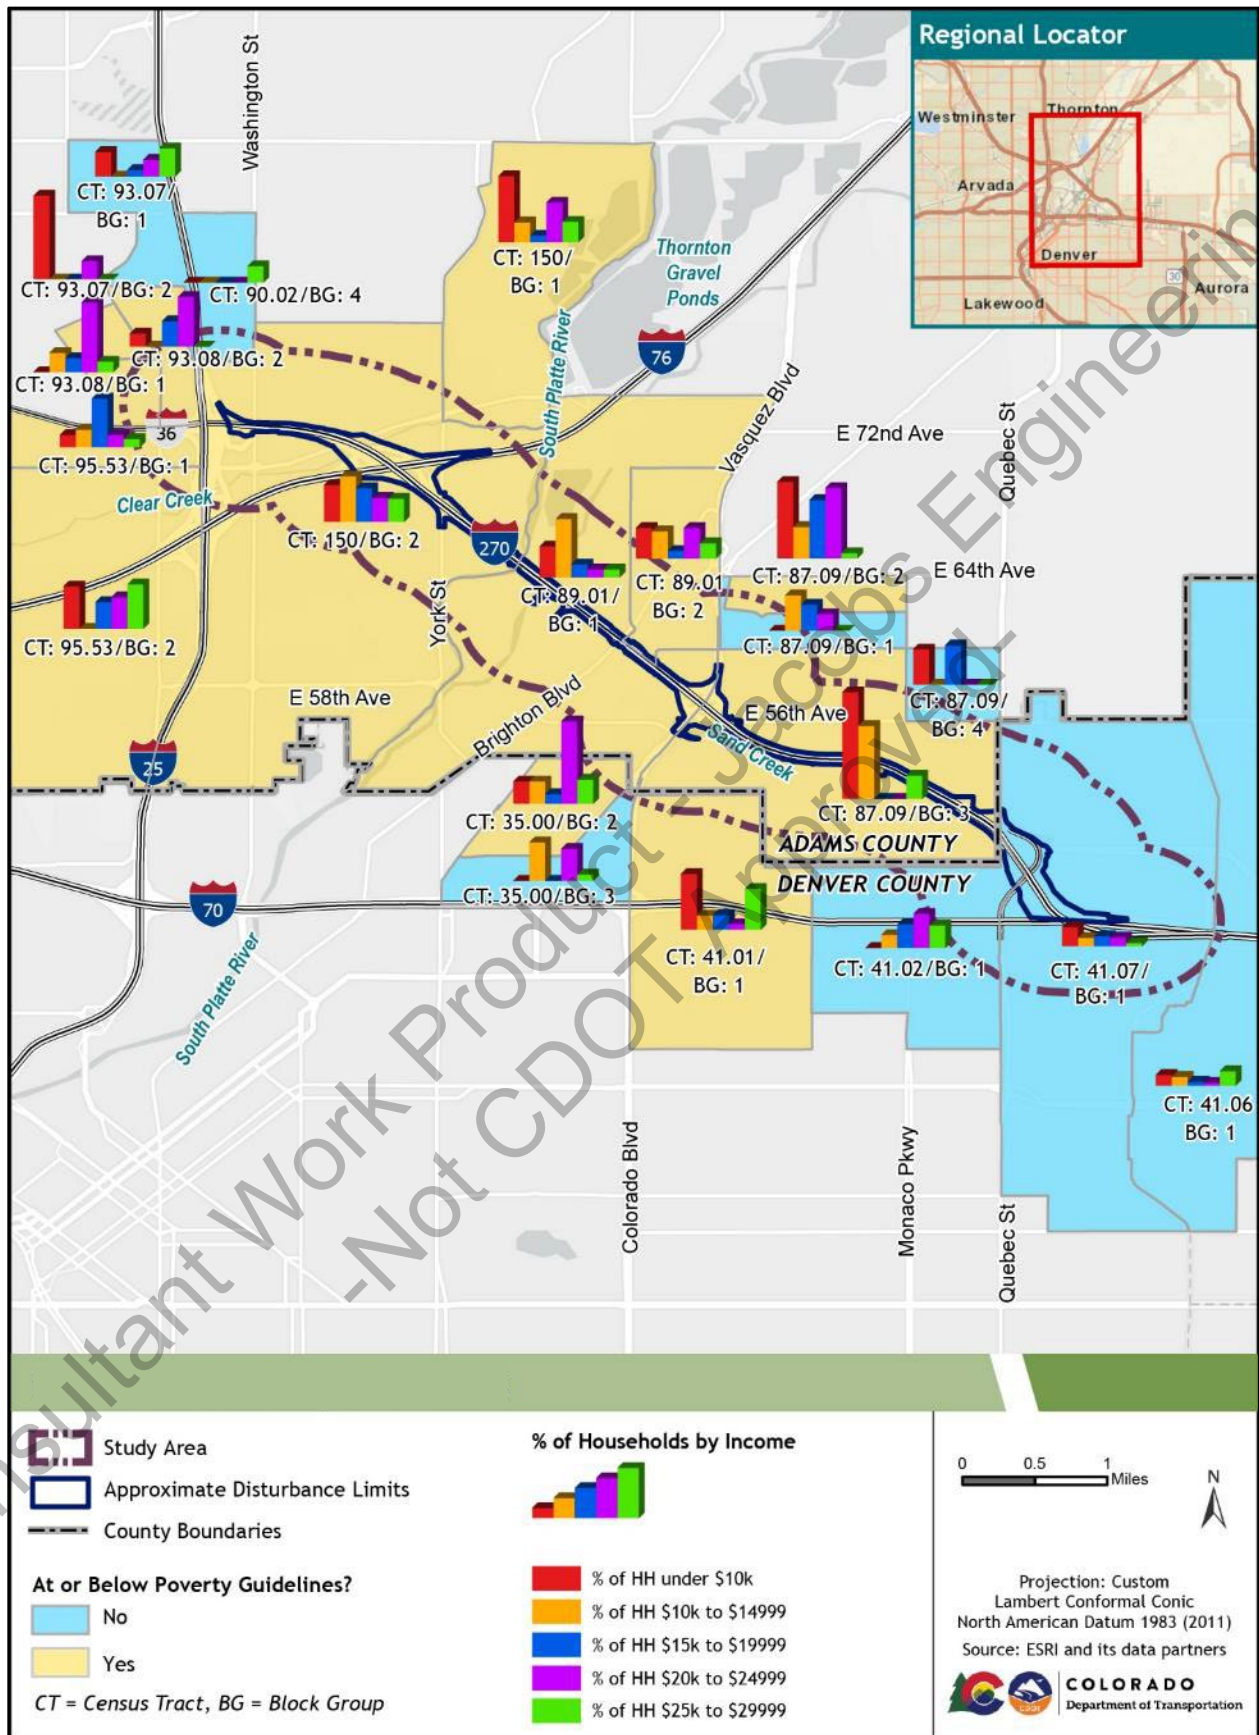 Regional Locator
Westminster
Thornton
Arvada
Denver
Lakewood
Aurora
30
Washington St
CT: 93.07/
BG: 1
CT: 93.07/BG: 2
CT: 90.02/BG: 4
CT: 93.08/BG: 2
CT: 93.08/BG: 1
CT: 150/
BG: 1
Thornton
Gravel
Ponds
South Platte River
76
Vasquez Blvd
E 72nd Ave
Quebec St
36
CT: 95.53/BG: 1
Clear Creek
CT: 150/BG: 2
270
CT: 89.01/
BG: 1
CT: 89.01
BG: 2
CT: 87.09/BG: 2
E 64th Ave
CT: 87.09/BG: 1
York St
CT: 95.53/BG: 2
CT: 87.09/
BG: 4
E 58th Ave
Brighton Blvd
E 56th Ave
Sand Creek
25
CT: 35.00/BG: 2
CT: 87.09/BG: 3
ADAMS COUNTY
DENVER COUNTY
CT: 35.00/BG: 3
70
South Platte River
CT: 41.01/
BG: 1
CT: 41.02/BG: 1
CT: 41.07/
BG: 1
CT: 41.06
BG: 1
Colorado Blvd
Monaco Pkwy
Quebec St
Study Area
Approximate Disturbance Limits
County Boundaries
At or Below Poverty Guidelines?
No
Yes
CT = Census Tract, BG = Block Group
% of Households by Income
% of HH under $10k
% of HH $10k to $14999
% of HH $15k to $19999
% of HH $20k to $24999
% of HH $25k to $29999
0 0.5 1
Miles
N
Projection: Custom
Lambert Conformal Conic
North American Datum 1983 (2011)
Source: ESRI and its data partners
COLORADO
Department of Transportation
Work Product - Jacobs
-Not CDOT Approved-